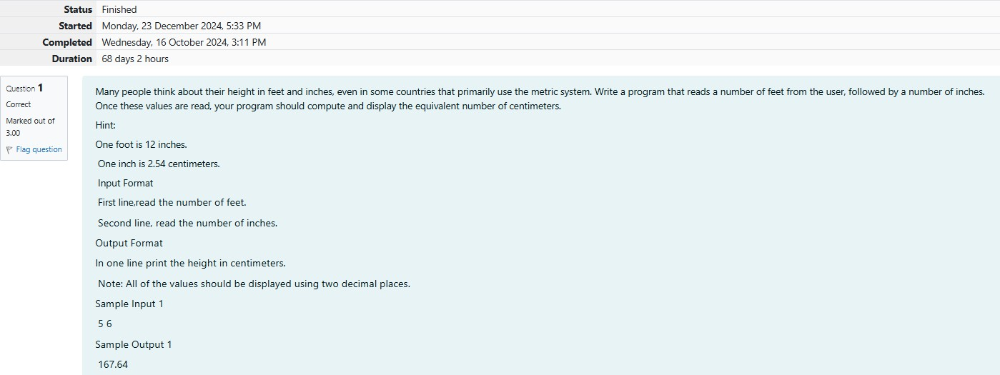 Status Finished
Started Monday, 23 December 2024, 5:33 PM
Completed Wednesday, 16 October 2024, 3:11 PM
Duration 68 days 2 hours
Question 1
Correct
Marked out of
3.00
Flag question
Many people think about their height in feet and inches, even in some countries that primarily use the metric system. Write a program that reads a number of feet from the user, followed by a number of inches.
Once these values are read, your program should compute and display the equivalent number of centimeters.
Hint:
One foot is 12 inches.
One inch is 2.54 centimeters.
Input Format
First line,read the number of feet.
Second line, read the number of inches.
Output Format
In one line print the height in centimeters.
Note: All of the values should be displayed using two decimal places.
Sample Input 1
5 6
Sample Output 1
167.64